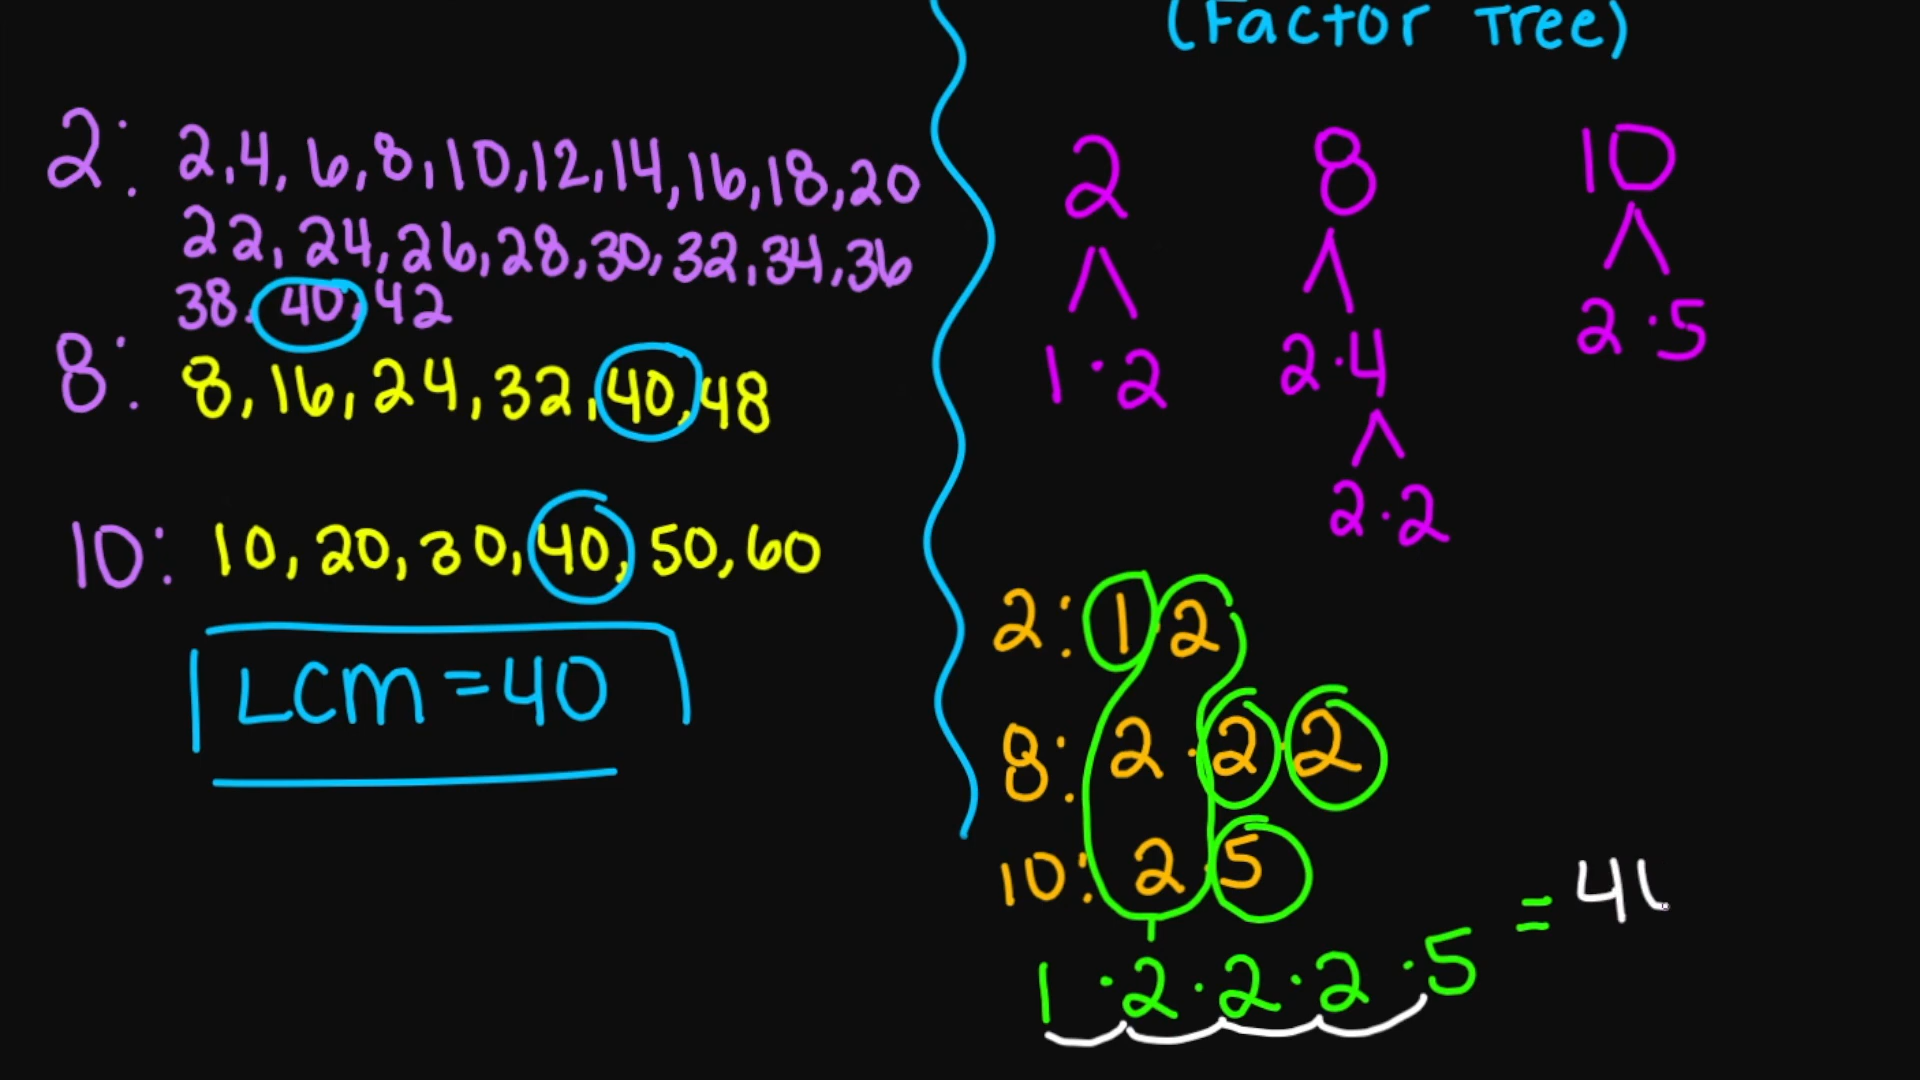 2: 2,4, 6,8,10,12,14,16,18,20
22, 24,26,28,30,32,34,36
38, 40, 42
8: 8,16,24,32,40,48
10: 10,20,30,40,50,60
LCM = 40
(Factor Tree)
2 8 10
1·2 2·4 2·5
2·2
2: 1·2
8: 2·2·2
10: 2·5
1·2·2·2·5 =